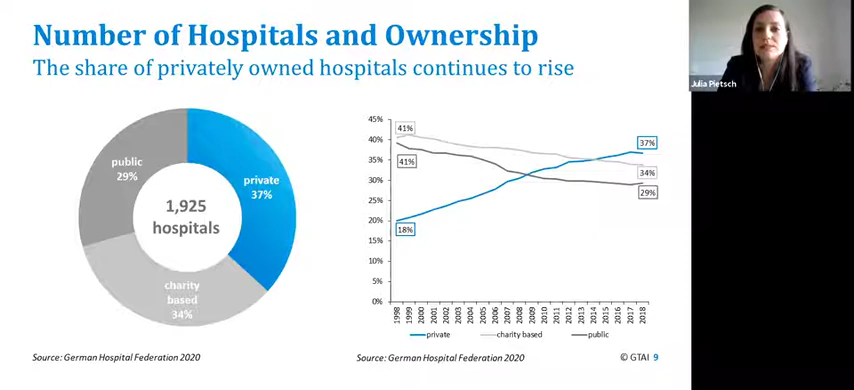 Number of Hospitals and Ownership
The share of privately owned hospitals continues to rise
Julia Pietsch
public
29%
private
37%
1,925
hospitals
charity
based
34%
45%
40%
35%
30%
25%
20%
15%
10%
5%
0%
41%
41%
18%
37%
34%
29%
1998
1999
2000
2001
2002
2003
2004
2005
2006
2007
2008
2009
2010
2011
2012
2013
2014
2015
2016
2017
2018
private
charity based
public
Source: German Hospital Federation 2020
Source: German Hospital Federation 2020
© GTAI 9